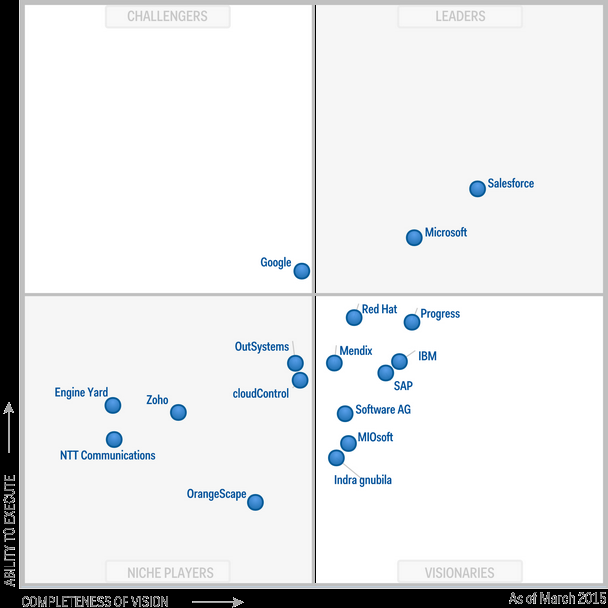 CHALLENGERS
LEADERS
Salesforce
Microsoft
Google
Red Hat
Progress
OutSystems
Mendix
IBM
SAP
cloudControl
Engine Yard
Zoho
Software AG
MIOsoft
NTT Communications
Indra gnubila
OrangeScape
ABILITY TO EXECUTE
NICHE PLAYERS
VISIONARIES
COMPLETENESS OF VISION
As of March 2015